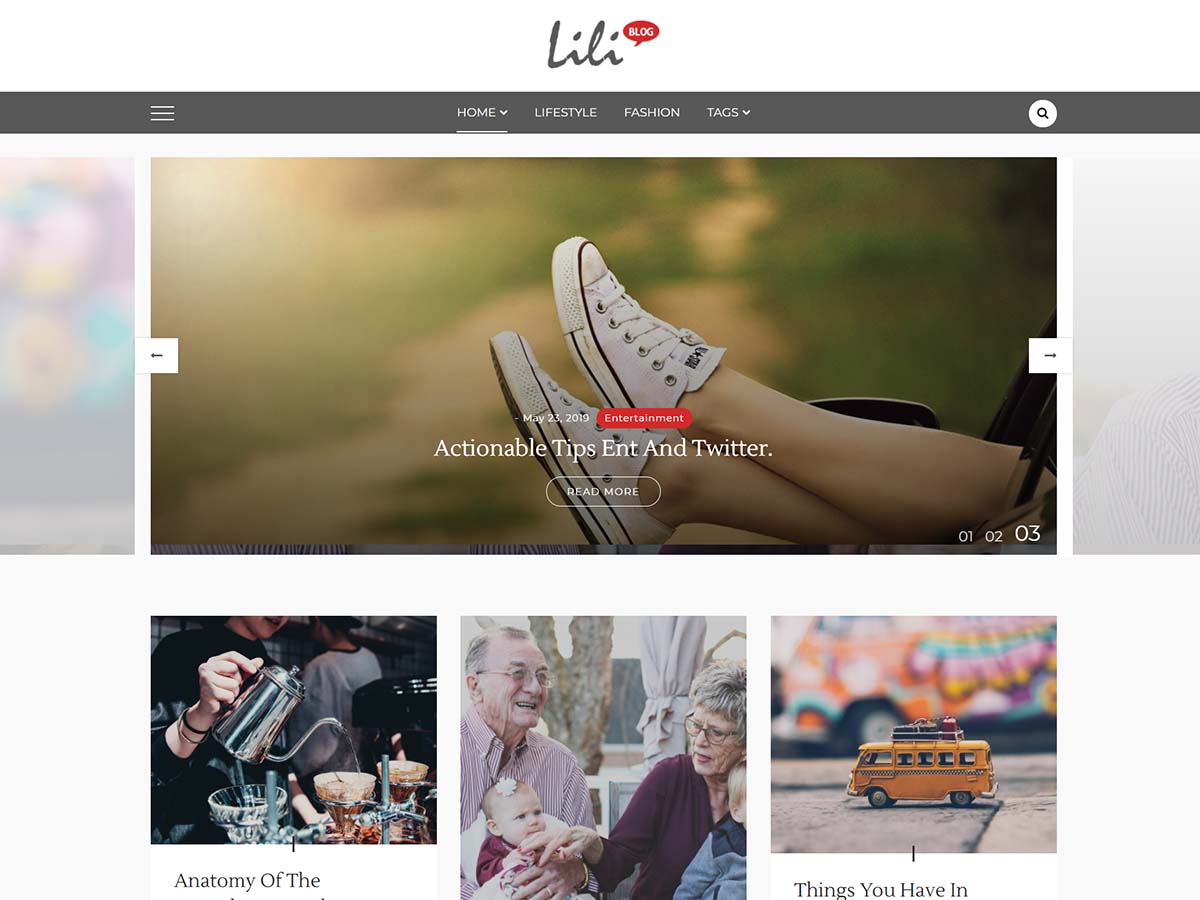 Lili
BLOG
HOME
LIFESTYLE
FASHION
TAGS
- May 23, 2019
Entertainment
Actionable Tips Ent And Twitter.
READ MORE
01 02 03
Anatomy Of The
Things You Have In